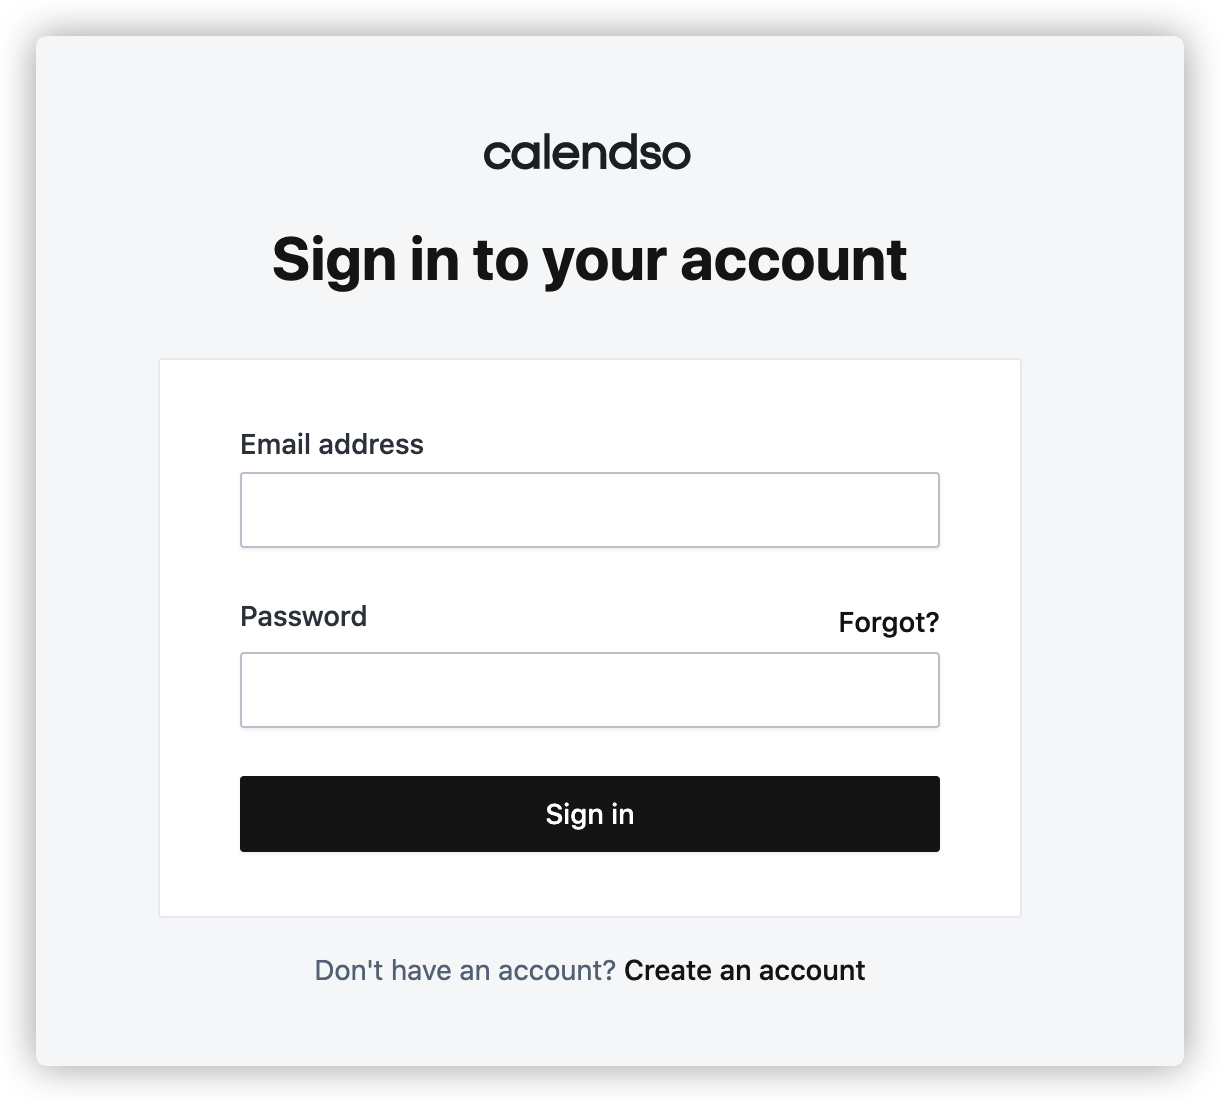 calendso
Sign in to your account
Email address
Password
Forgot?
Sign in
Don't have an account? Create an account